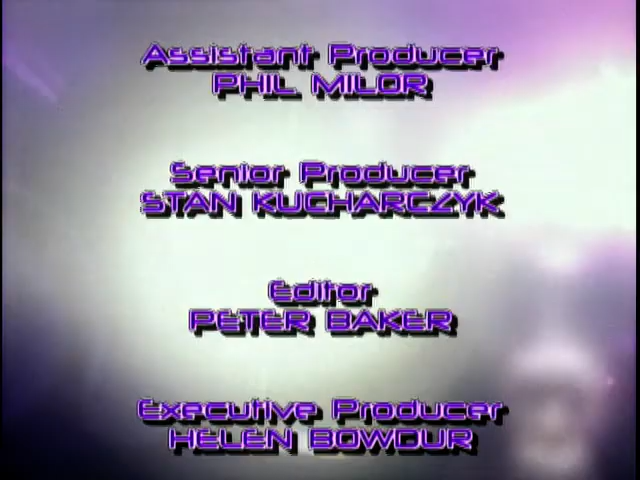 Assistant Producer
PHIL MILOR
Senior Producer
STAN KUCHARCZYK
Editor
PETER BAKER
Executive Producer
HELEN BOWDUR